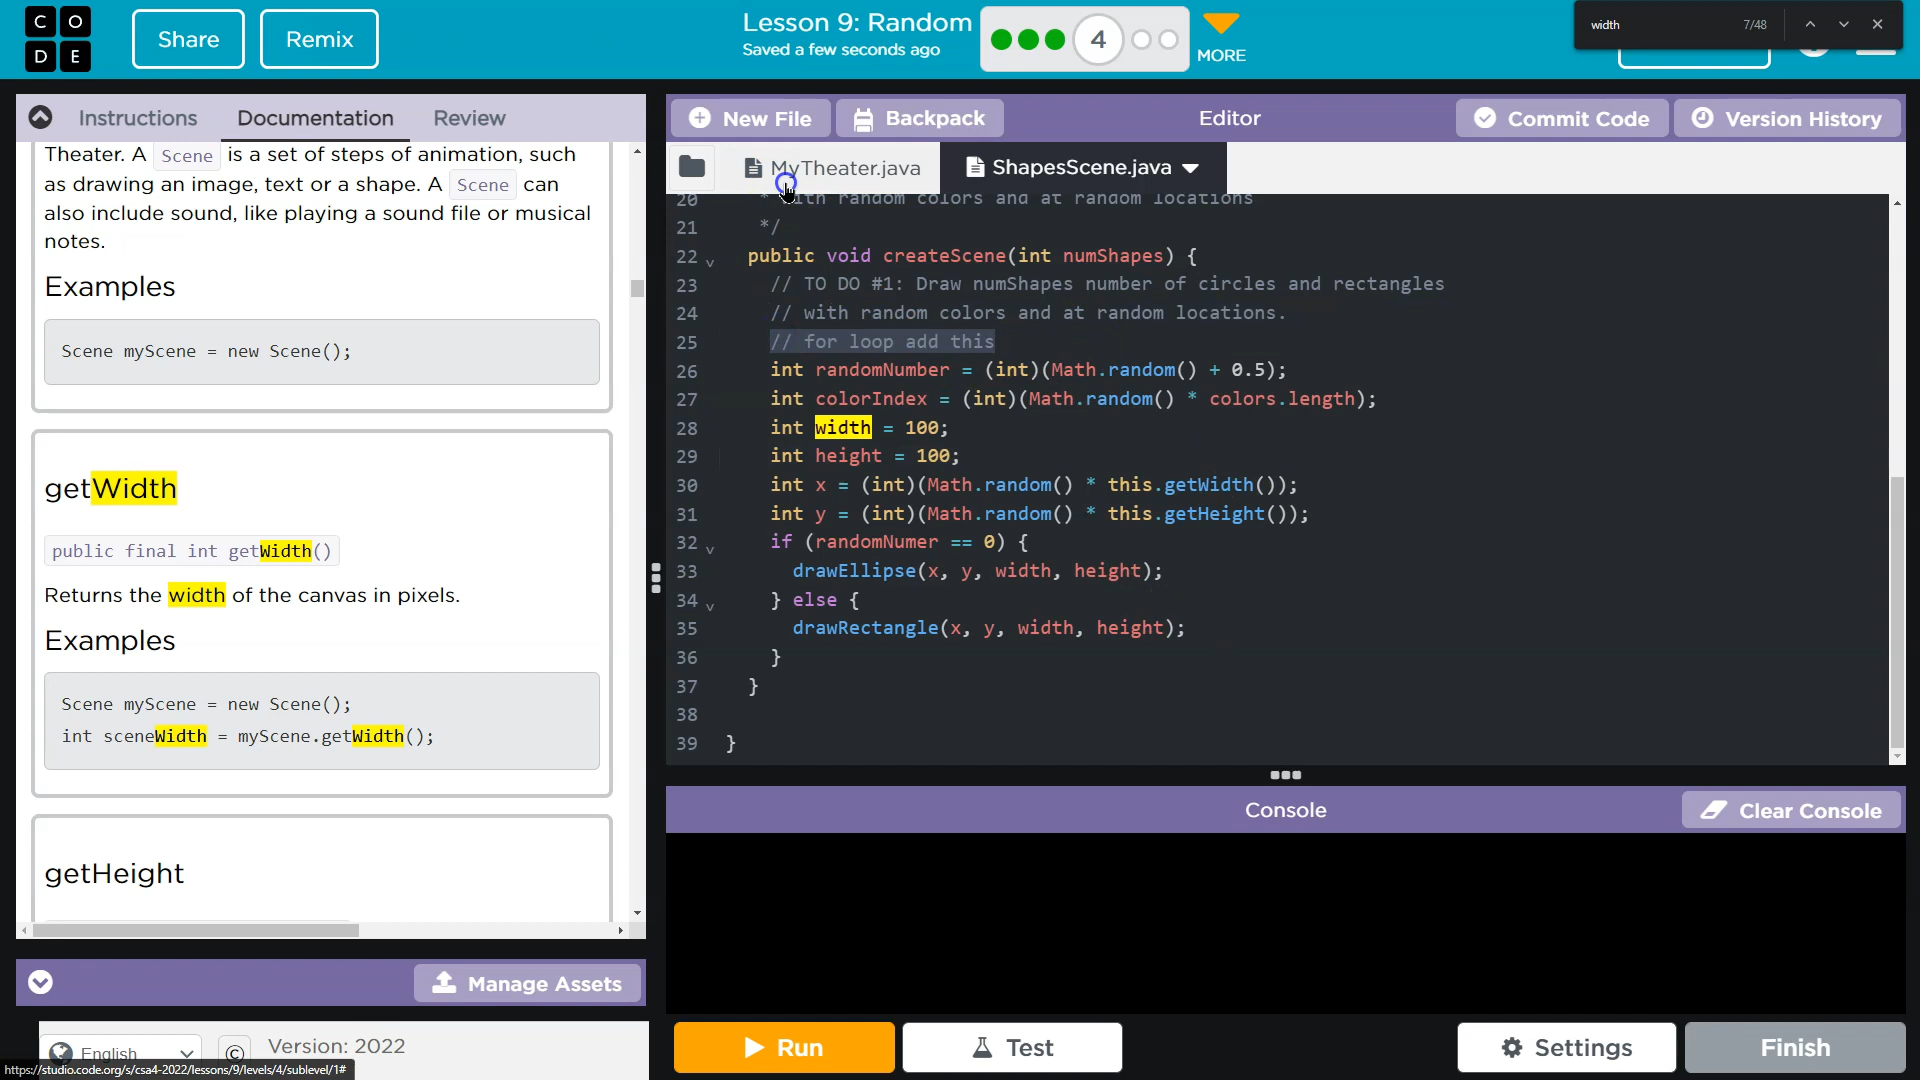 C O D E
Share
Remix
Lesson 9: Random
Saved a few seconds ago
4
MORE
width
7/48
Instructions
Documentation
Review
New File
Backpack
Editor
Commit Code
Version History
MyTheater.java
ShapesScene.java
Theater. A Scene is a set of steps of animation, such
as drawing an image, text or a shape. A Scene can
also include sound, like playing a sound file or musical
notes.
Examples
Scene myScene = new Scene();
getWidth
public final int getWidth()
Returns the width of the canvas in pixels.
Examples
Scene myScene = new Scene();
int sceneWidth = myScene.getWidth();
getHeight
20 * with random colors and at random locations
21 */
22 public void createScene(int numShapes) {
23 // TO DO #1: Draw numShapes number of circles and rectangles
24 // with random colors and at random locations.
25 // for loop add this
26 int randomNumber = (int)(Math.random() + 0.5);
27 int colorIndex = (int)(Math.random() * colors.length);
28 int width = 100;
29 int height = 100;
30 int x = (int)(Math.random() * this.getWidth());
31 int y = (int)(Math.random() * this.getHeight());
32 if (randomNumer == 0) {
33 drawEllipse(x, y, width, height);
34 } else {
35 drawRectangle(x, y, width, height);
36 }
37 }
38
39 }
Console
Clear Console
Manage Assets
English
©
Version: 2022
https://studio.code.org/s/csa4-2022/lessons/9/levels/4/sublevel/1#
Run
Test
Settings
Finish